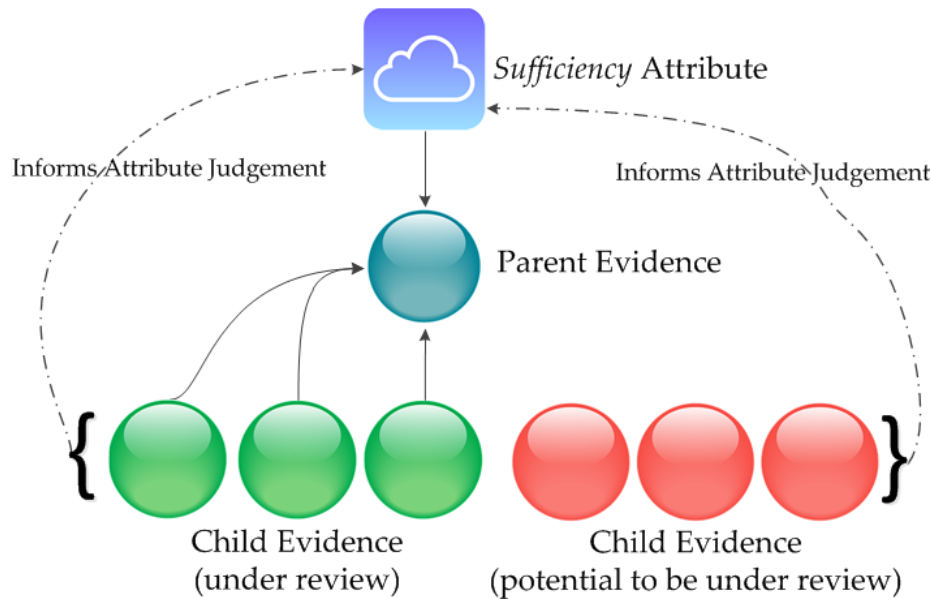 Sufficiency Attribute
Informs Attribute Judgement
Informs Attribute Judgement
Parent Evidence
{
}
Child Evidence
(under review)
Child Evidence
(potential to be under review)